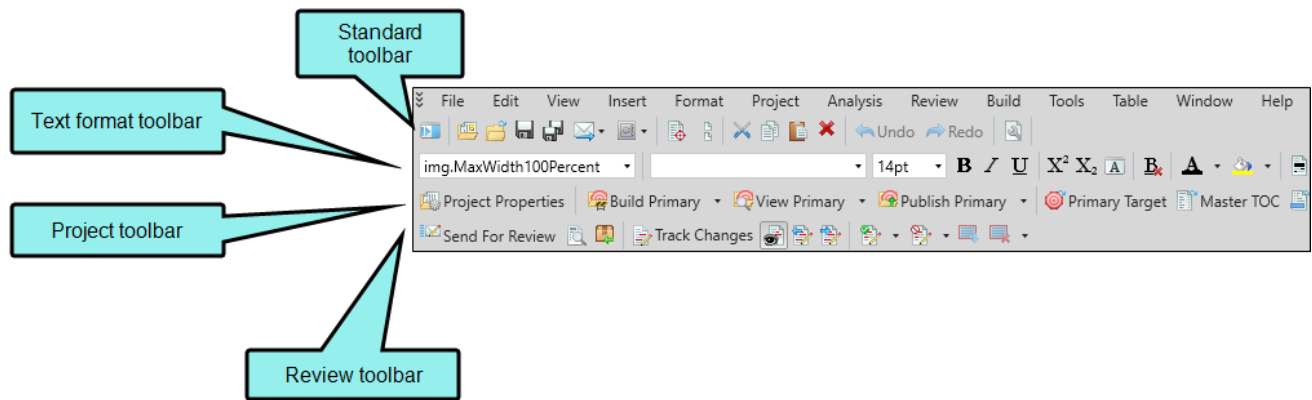 Standard
toolbar
Text format toolbar
Project toolbar
Review toolbar
File Edit View Insert Format Project Analysis Review Build Tools Table Window Help
Undo Redo
img.MaxWidth100Percent 14pt B I U X² X₂ A B A
Project Properties Build Primary View Primary Publish Primary Primary Target Master TOC
Send For Review Track Changes